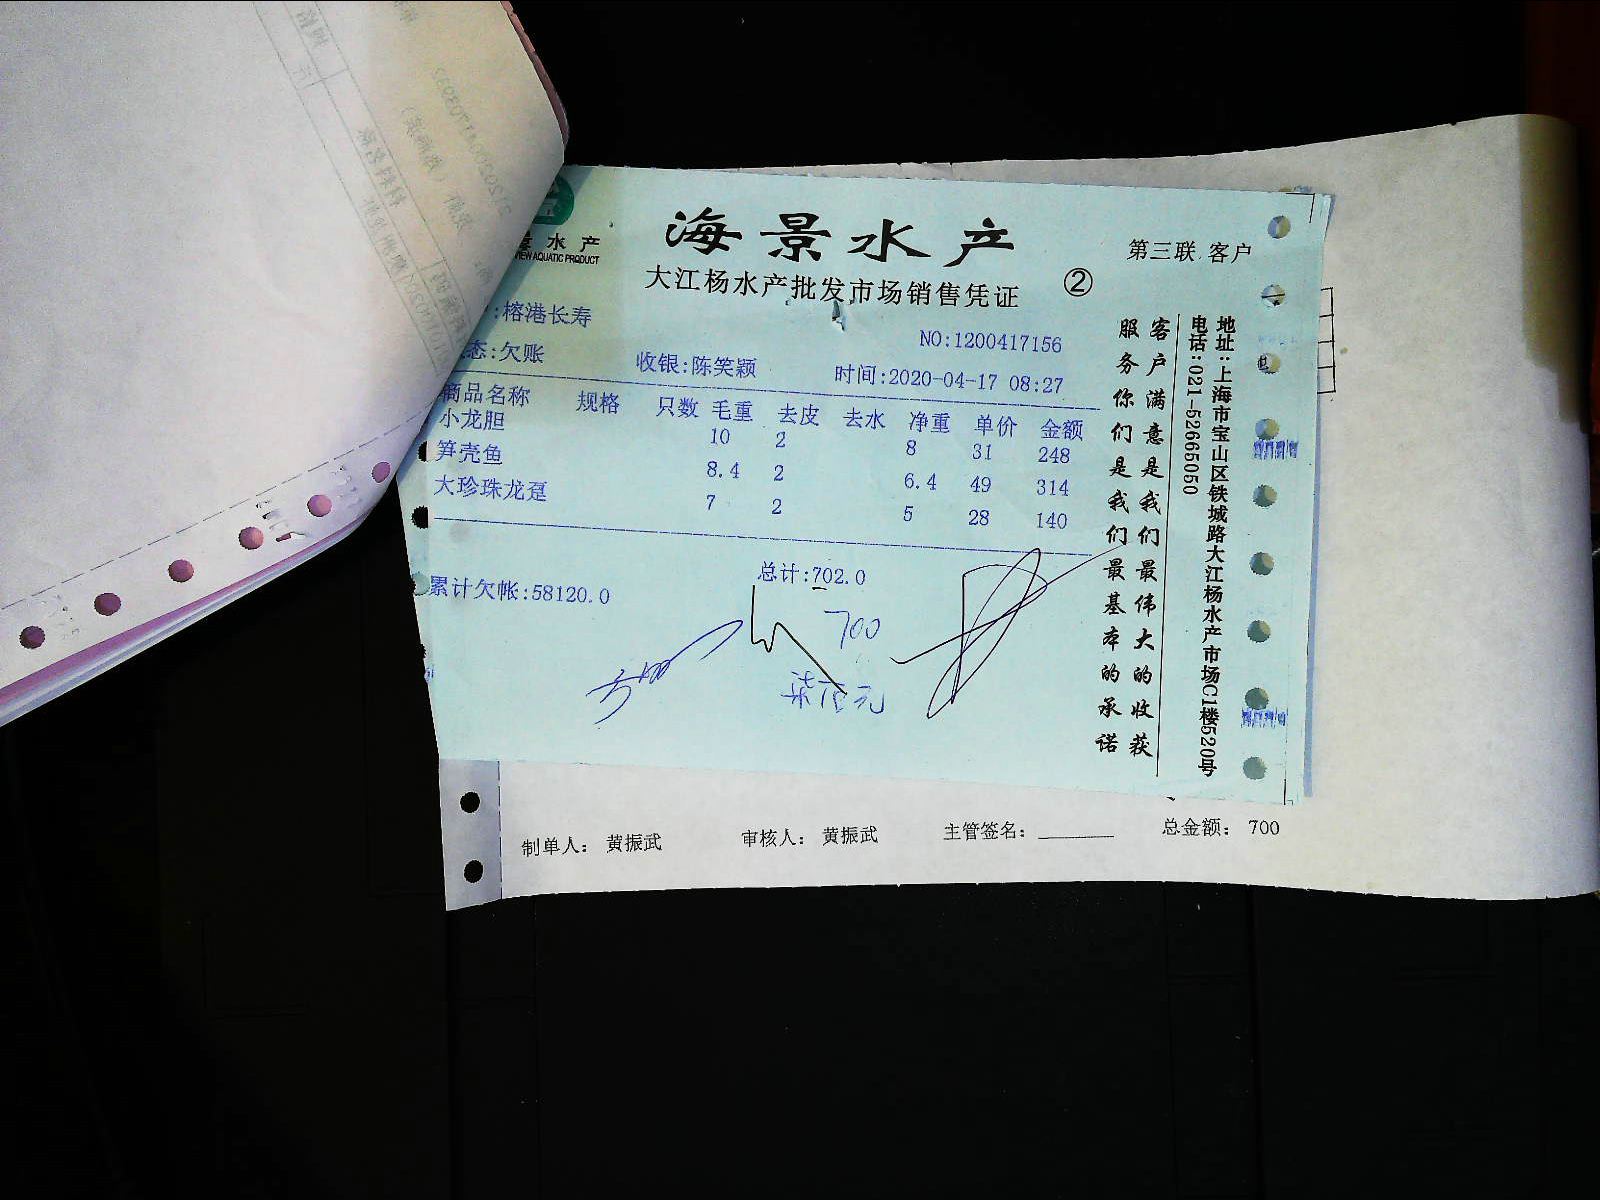 海景水产
水产
VIEW AQUATIC PRODUCT
大江杨水产批发市场销售凭证
②
第三联 客户
:榕港长寿
NO:1200417156
态:欠账
收银:陈笑颖
时间:2020-04-17 08:27
商品名称 规格 只数 毛重 去皮 去水 净重 单价 金额
小龙胆 10 2 8 31 248
笋壳鱼 8.4 2 6.4 49 314
大珍珠龙趸 7 2 5 28 140
累计欠帐:58120.0
总计:702.0
700
柒佰元
客户满意是我们最伟大的收获
服务你们是我们最基本的承诺
地址:上海市宝山区铁城路大江杨水产市场C1楼520号
电话:021-52665050
制单人: 黄振武
审核人: 黄振武
主管签名:
总金额: 700